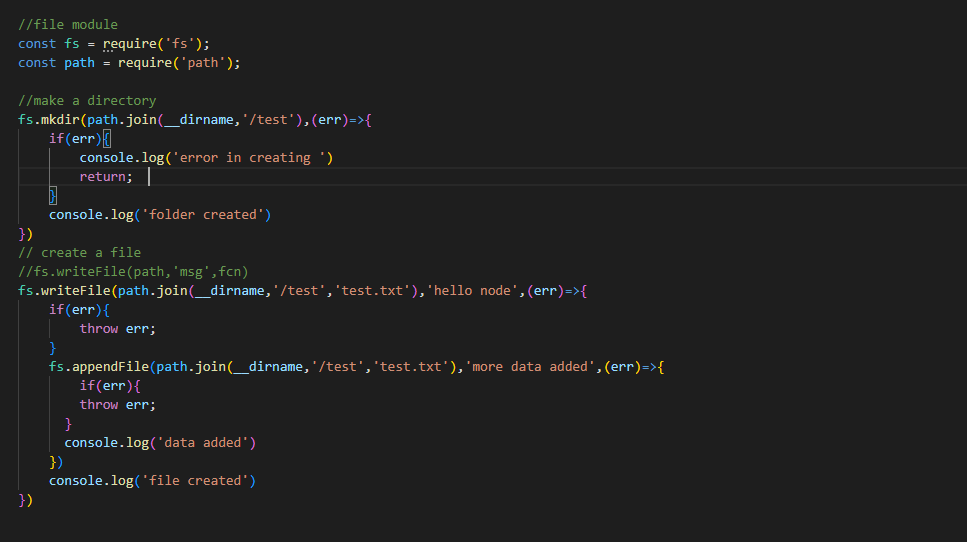 //file module
const fs = require('fs');
const path = require('path');

//make a directory
fs.mkdir(path.join(__dirname,'/test'),(err)=>{
    if(err){
        console.log('error in creating ')
        return;
    }
    console.log('folder created')
})
// create a file
//fs.writeFile(path,'msg',fcn)
fs.writeFile(path.join(__dirname,'/test','test.txt'),'hello node',(err)=>{
    if(err){
        throw err;
    }
    fs.appendFile(path.join(__dirname,'/test','test.txt'),'more data added',(err)=>{
        if(err){
        throw err;
      }
      console.log('data added')
    })
    console.log('file created')
})